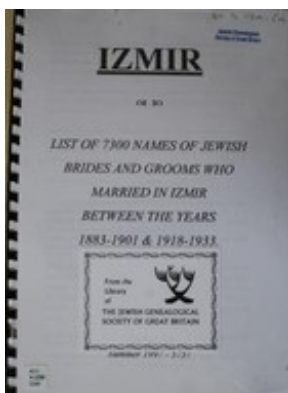 IZMIR
LIST OF 7300 NAMES OF JEWISH
BRIDES AND GROOMS WHO
MARRIED IN IZMIR
BETWEEN THE YEARS
1883-1901 & 1918-1933.
From the
Library
of
THE JEWISH GENEALOGICAL
SOCIETY OF GREAT BRITAIN